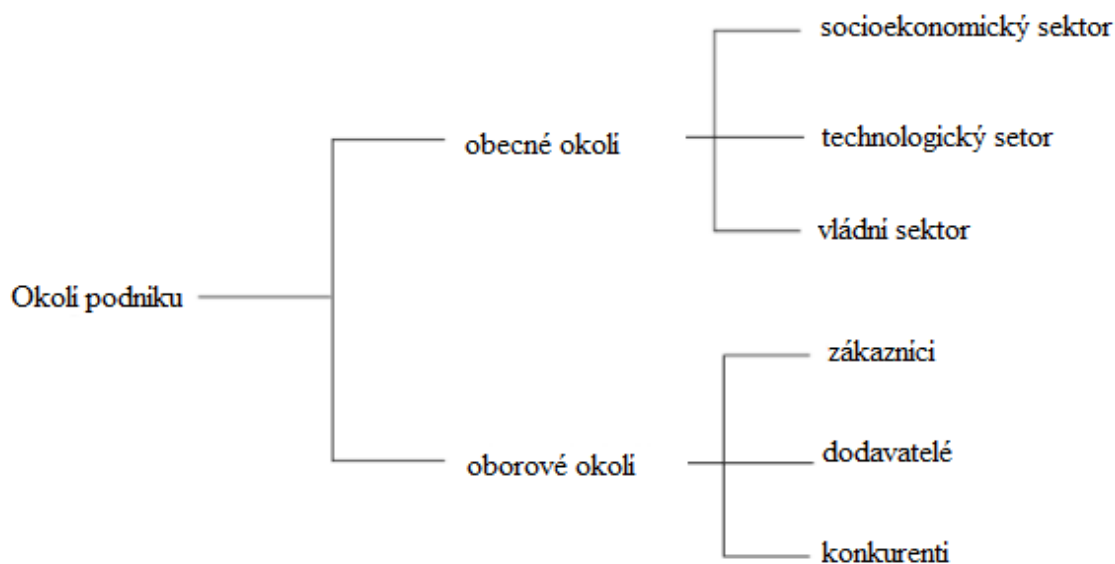 Okolí podniku
obecné okolí
socioekonomický sektor
technologický setor
vládní sektor
oborové okolí
zákazníci
dodavatelé
konkurenti